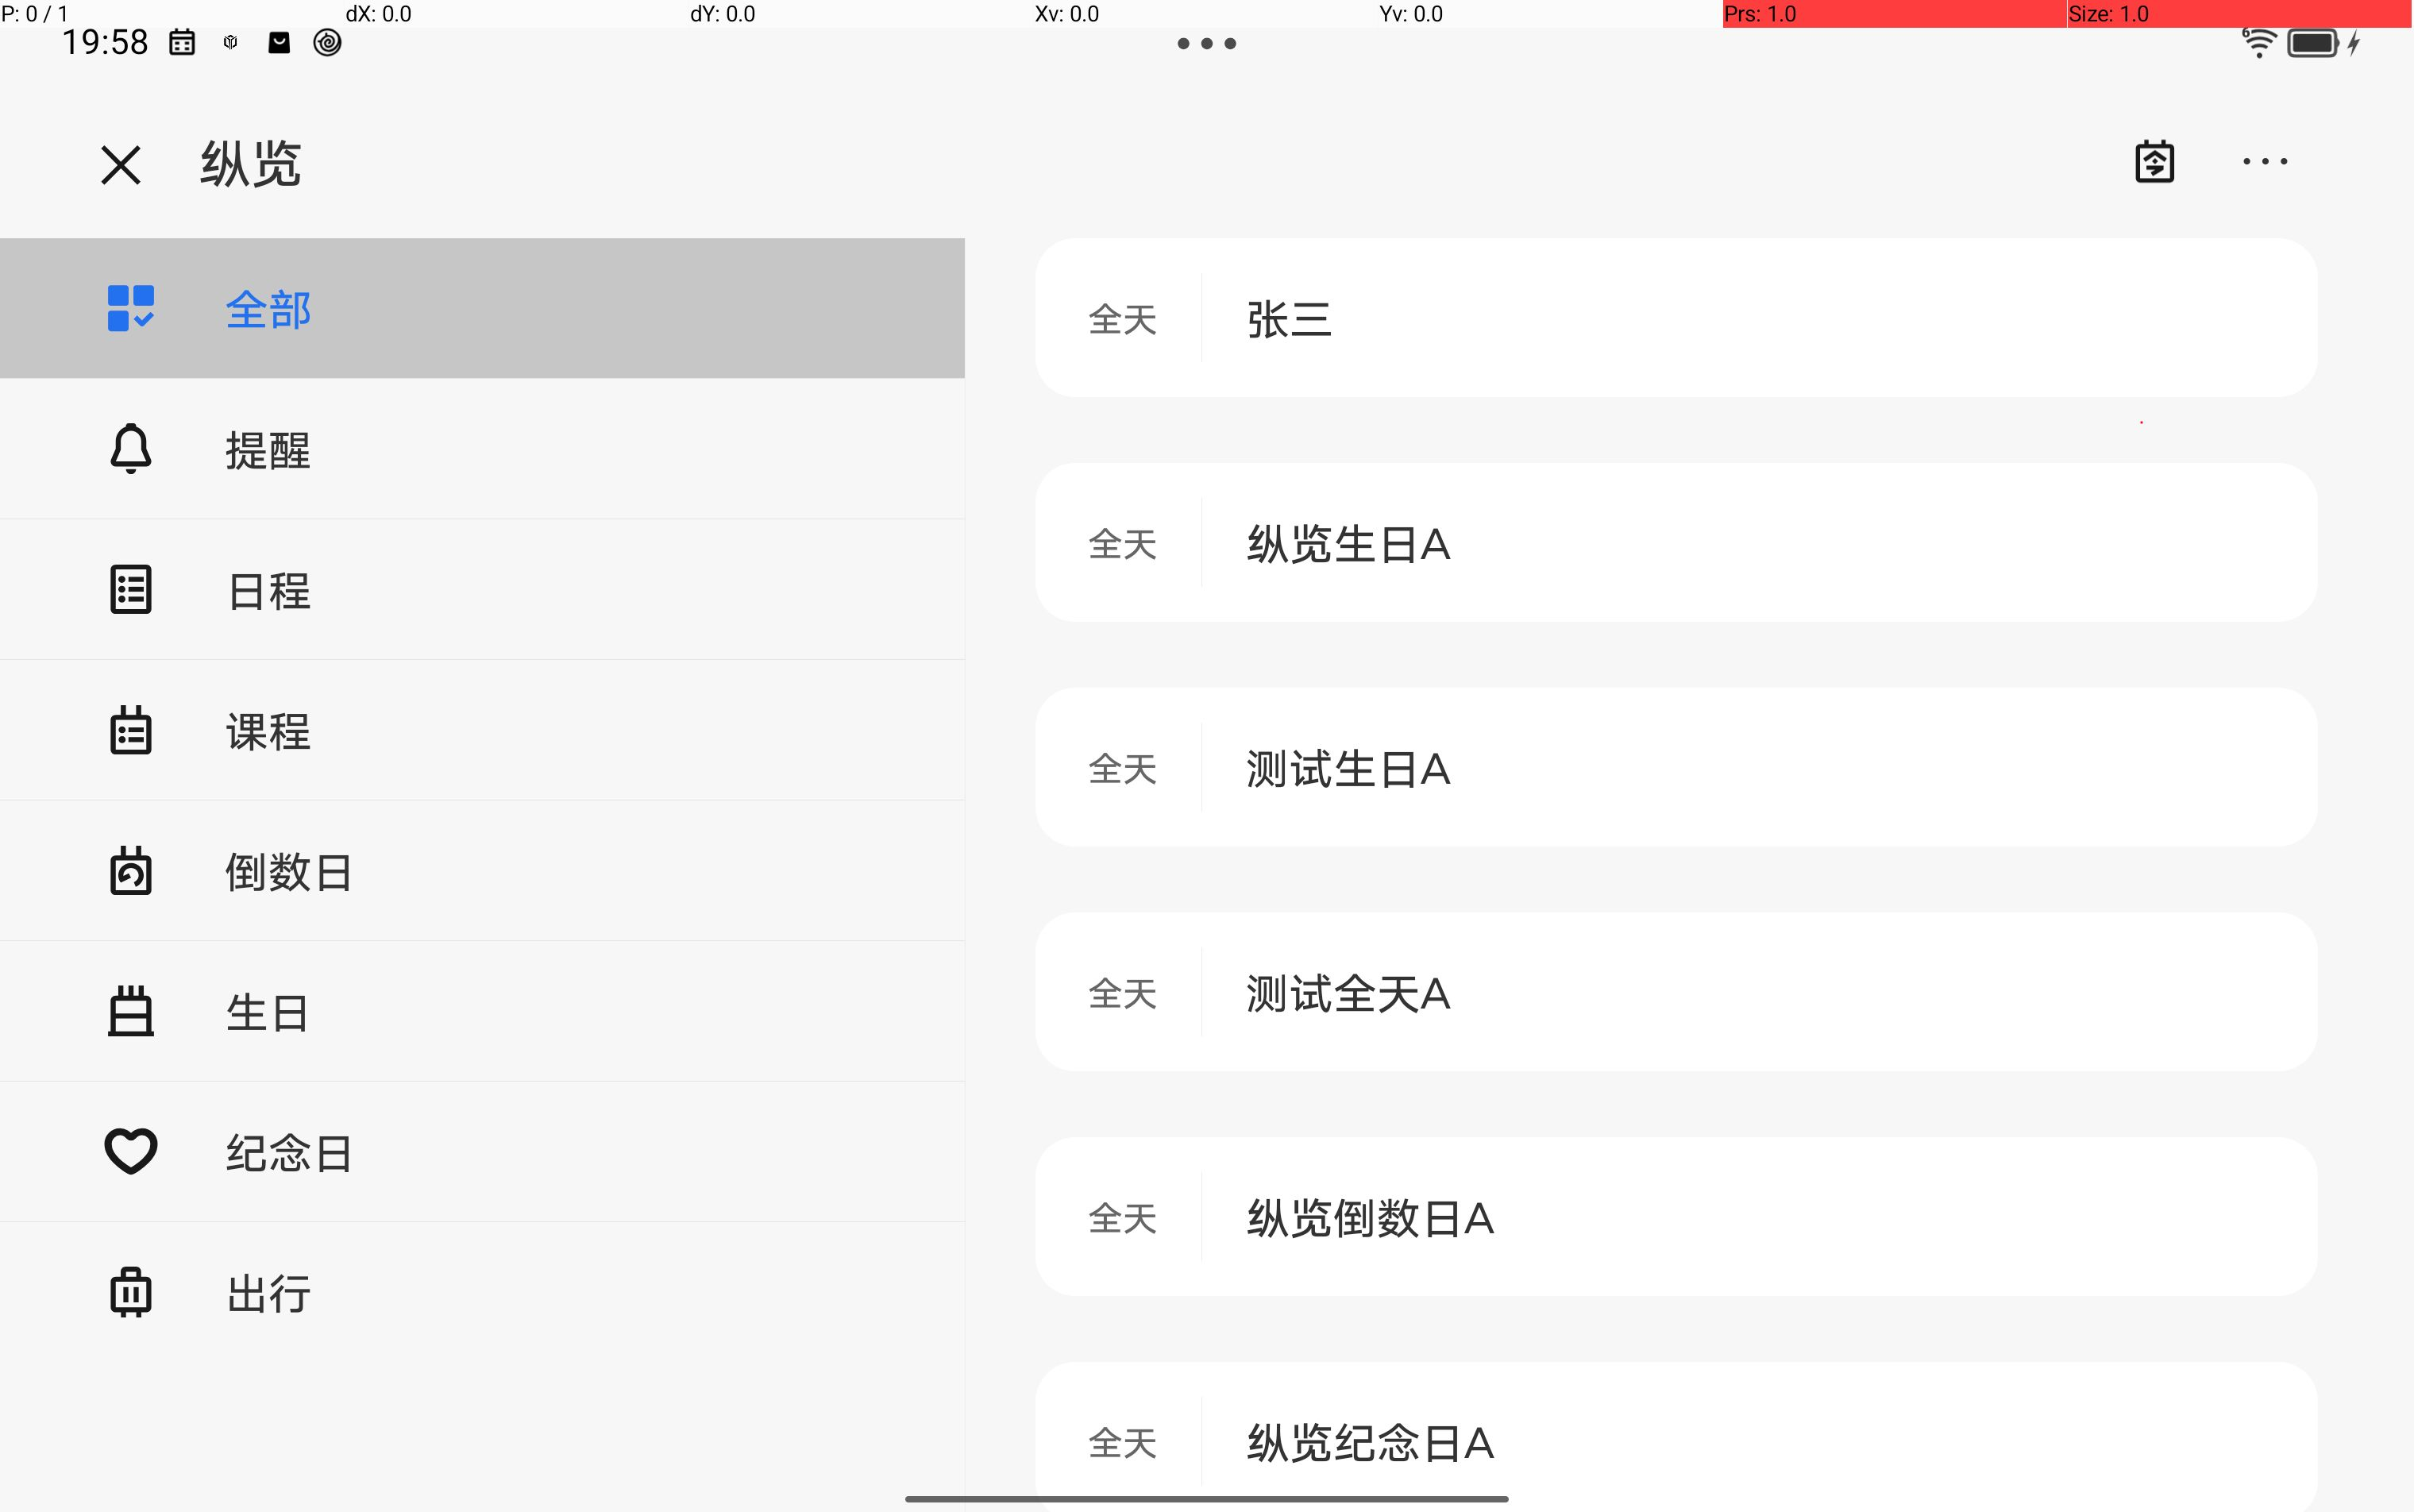 P: 0 / 1 dX: 0.0 dY: 0.0 Xv: 0.0 Yv: 0.0 Prs: 1.0 Size: 1.0
19:58
6
纵览
今
全部
提醒
日程
课程
倒数日
生日
纪念日
出行
全天 张三
全天 纵览生日A
全天 测试生日A
全天 测试全天A
全天 纵览倒数日A
全天 纵览纪念日A